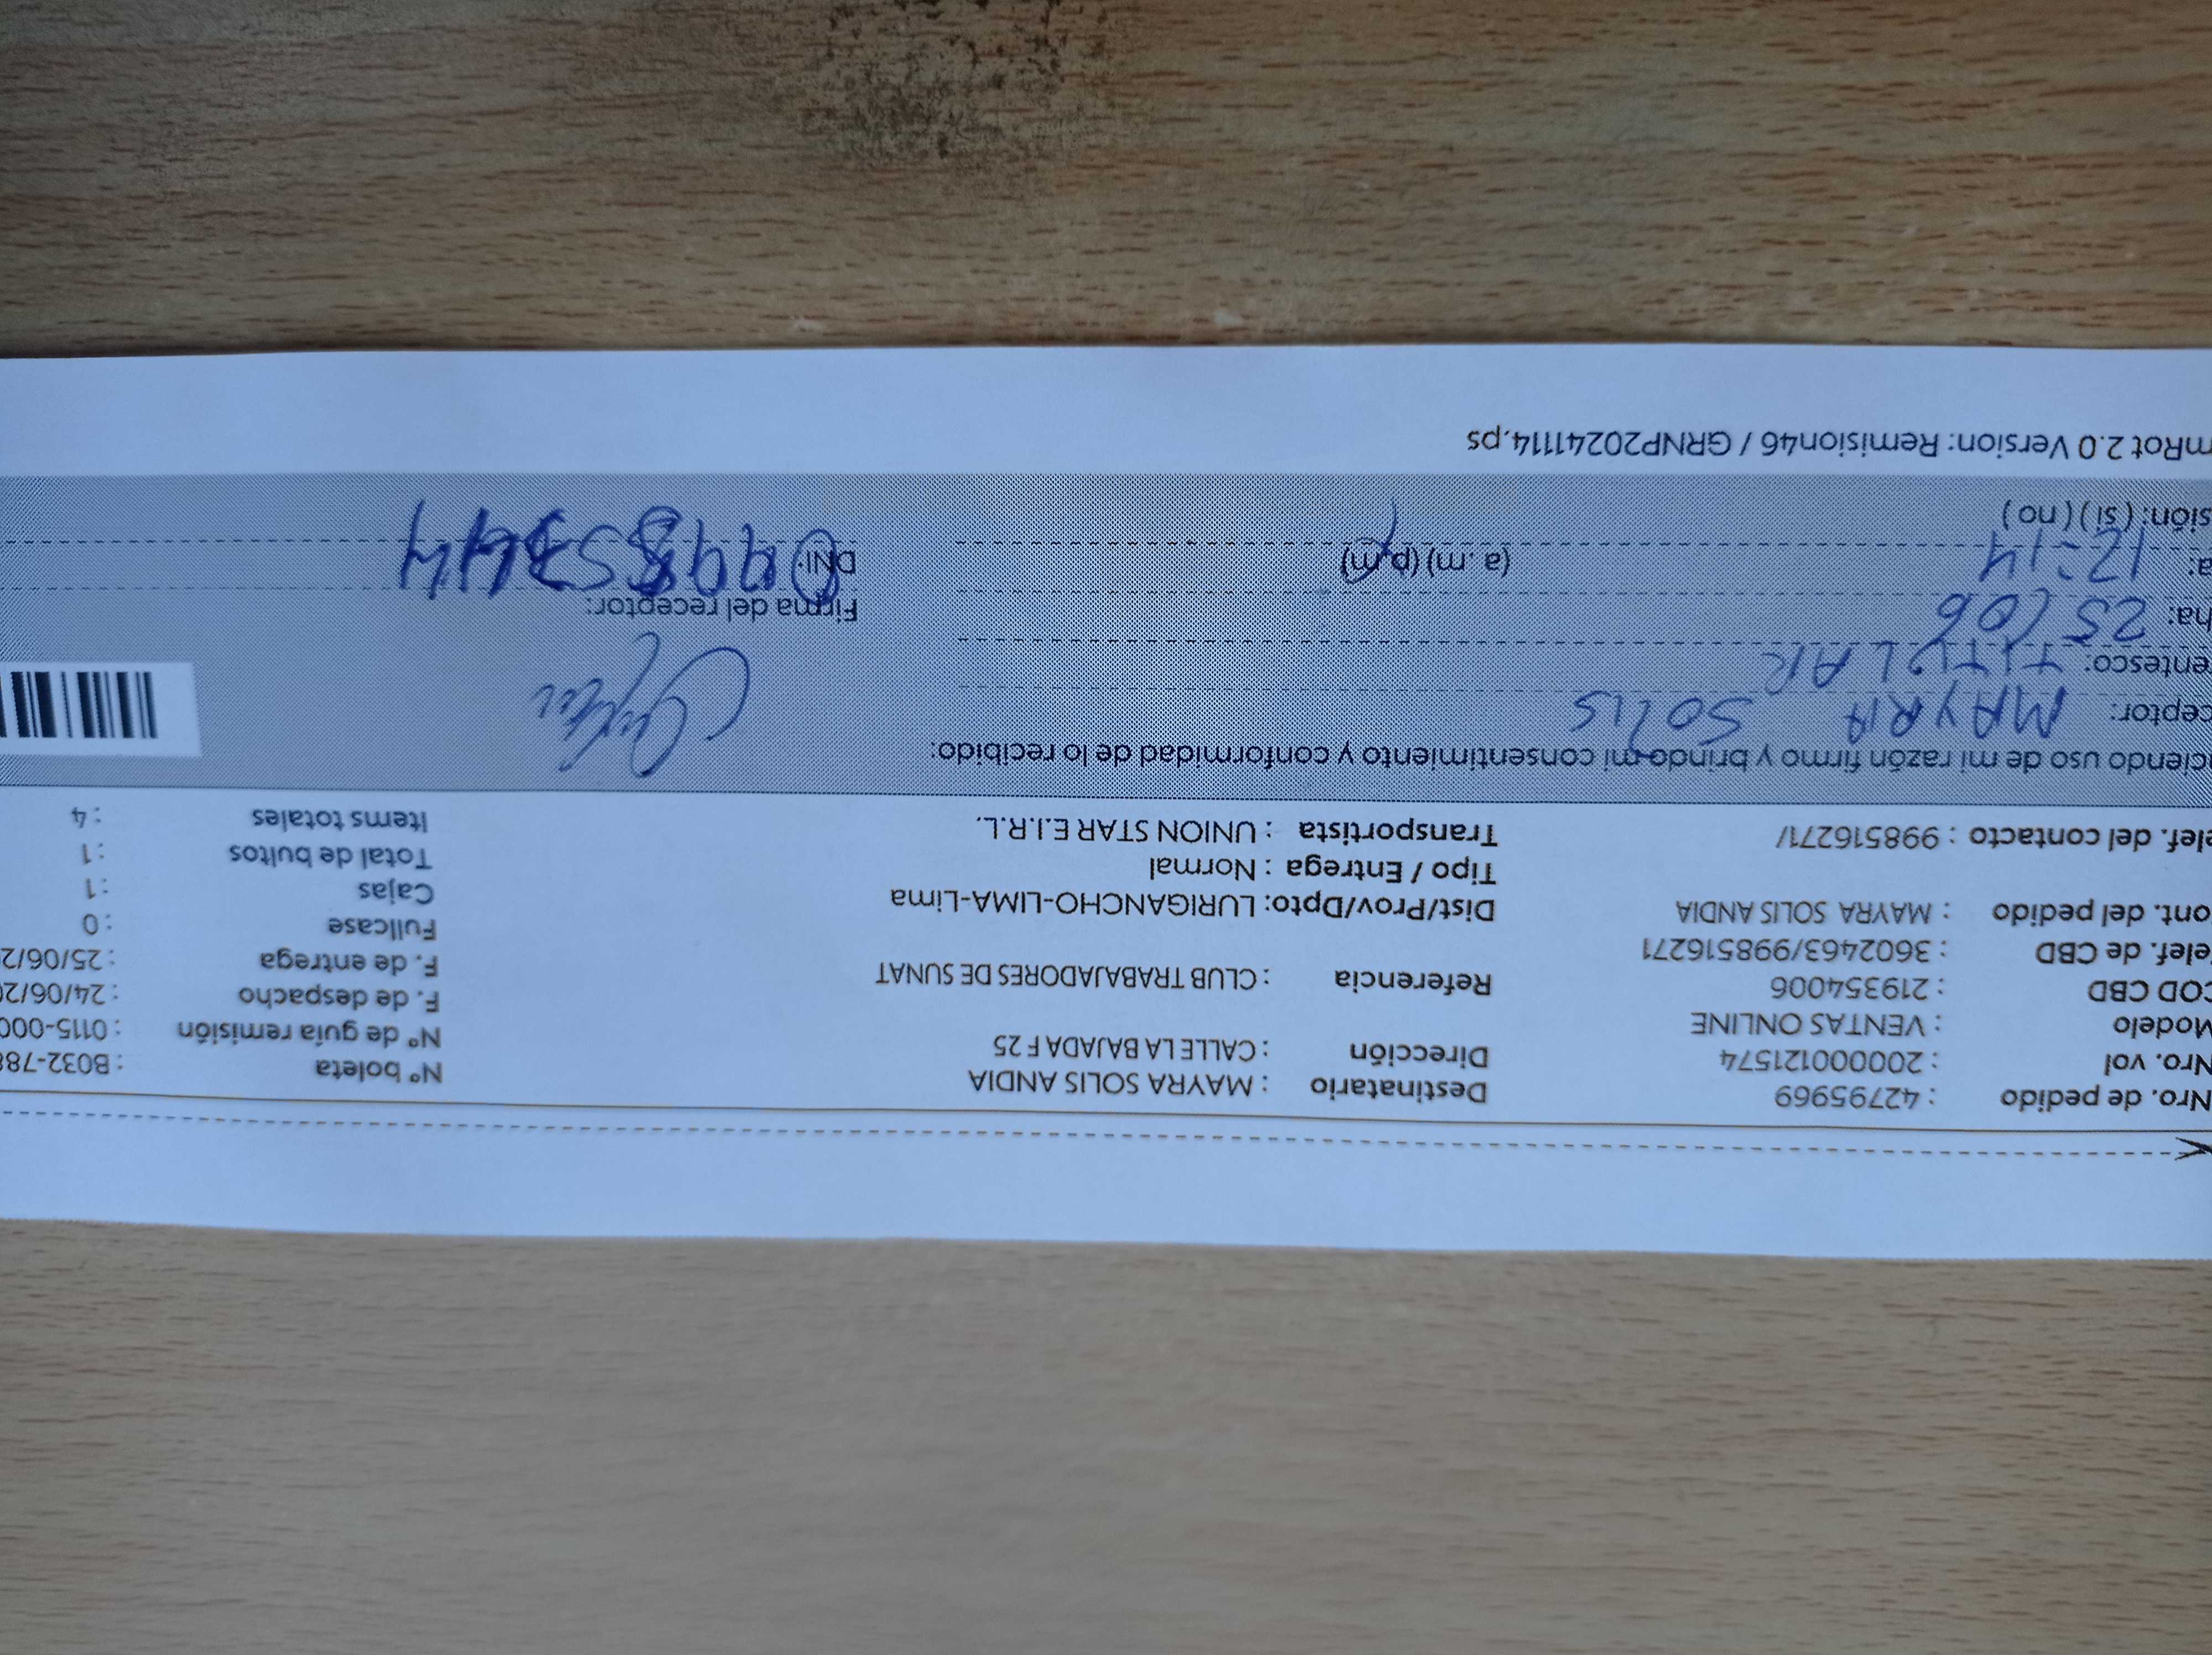 Nro. de pedido : 42795969 Destinatario : MAYRA SOLIS ANDIA Nº boleta : B032-788
Nro. vol : 200000121574 Dirección : CALLE LA BAJADA F 25 Nº de guía remisión : 0115-000
Modelo : VENTAS ONLINE F. de despacho : 24/06/20
COD CBD : 219354006 Referencia : CLUB TRABAJADORES DE SUNAT F. de entrega : 25/06/20
Telef. de CBD : 3602463/998516271 Fullcase : 0
ont. del pedido : MAYRA SOLIS ANDIA Dist/Prov/Dpto: LURIGANCHO-LIMA-Lima Cajas : 1
Tipo / Entrega : Normal Total de bultos : 1
elef. del contacto : 998516271/ Transportista : UNION STAR E.I.R.L. Items totales : 4
ciendo uso de mi razón firmo y brindo mi consentimiento y conformidad de lo recibido:
ceptor: MAYRA SOLIS
entesco: TITULAR
ha: 25/06 Firma del receptor:
a: 12:14 (a. m) (p.m) DNI:
sión: ( si ) ( no )
mRot 2.0 Version: Remision46 / GRNP20241114.ps